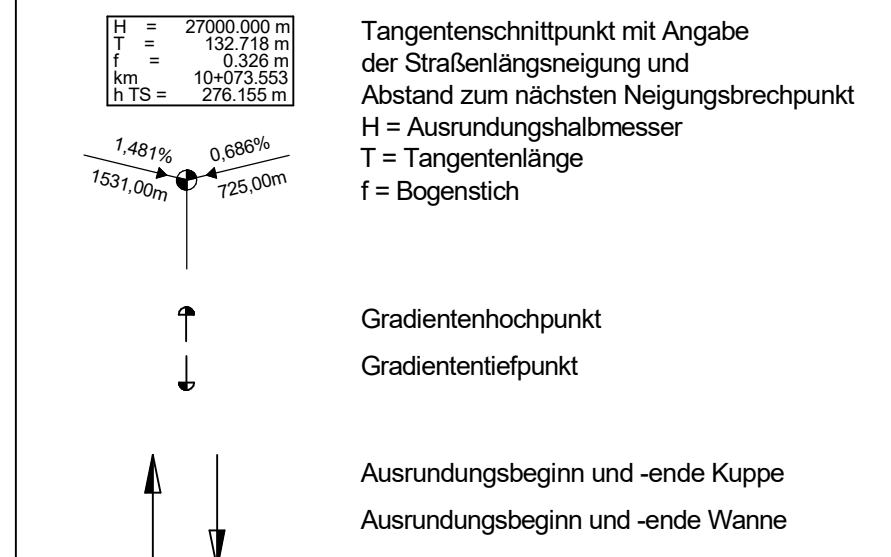 H = 27000.000 m
T = 132.718 m
f = 0.326 m
km 10+073.553
h TS = 276.155 m
Tangentenschnittpunkt mit Angabe
der Straßenlängsneigung und
Abstand zum nächsten Neigungsbrechpunkt
H = Ausrundungshalbmesser
T = Tangentenlänge
f = Bogenstich
1,481% 0,686%
1531,00m 725,00m
Gradientenhochpunkt
Gradiententiefpunkt
Ausrundungsbeginn und -ende Kuppe
Ausrundungsbeginn und -ende Wanne